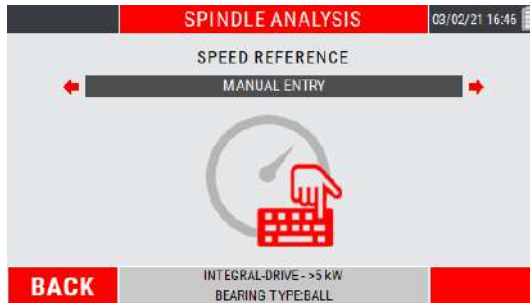 SPINDLE ANALYSIS
03/02/21 16:46
SPEED REFERENCE
MANUAL ENTRY
BACK
INTEGRAL-DRIVE - >5 kW
BEARING TYPE:BALL